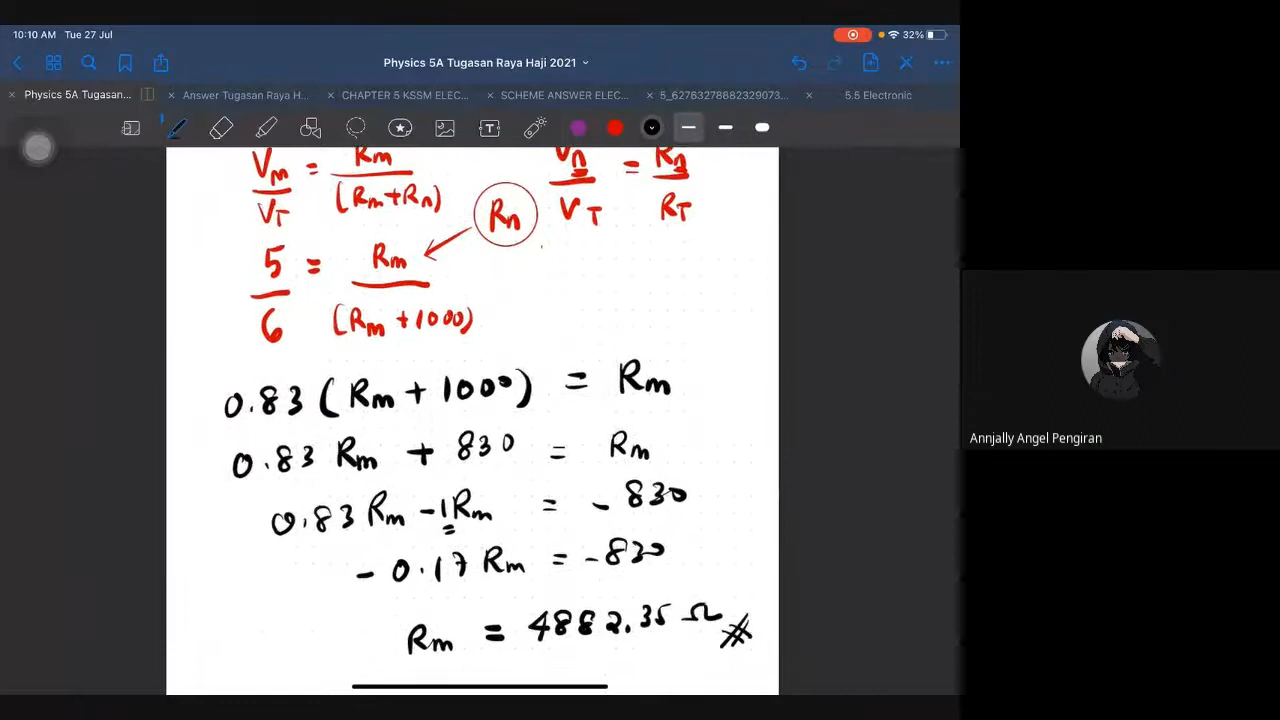 10:10 AM Tue 27 Jul
32%
Physics 5A Tugasan Raya Haji 2021
Physics 5A Tugasan...
Answer Tugasan Raya H...
CHAPTER 5 KSSM ELEC...
SCHEME ANSWER ELEC...
5_62763278882329073...
5.5 Electronic
Vm/VT = Rm/(Rm+Rn)
Vn/VT = Rn/RT
Rn
5/6 = Rm/(Rm+1000)
0.83 (Rm + 1000) = Rm
0.83 Rm + 830 = Rm
0.83 Rm - 1Rm = - 830
- 0.17 Rm = - 830
Rm = 4882.35 Ω
Annjally Angel Pengiran